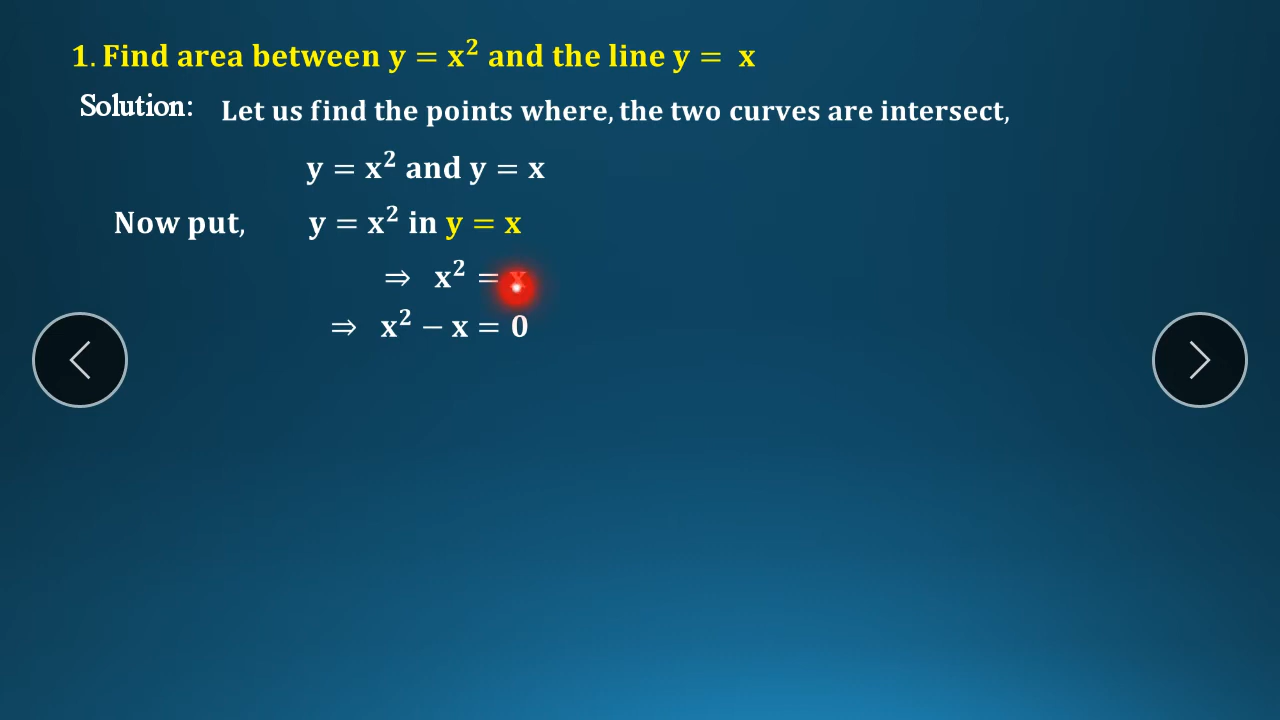 1. Find area between y = x² and the line y = x
Solution: Let us find the points where, the two curves are intersect,
y = x² and y = x
Now put, y = x² in y = x
⇒ x² = x
⇒ x² − x = 0